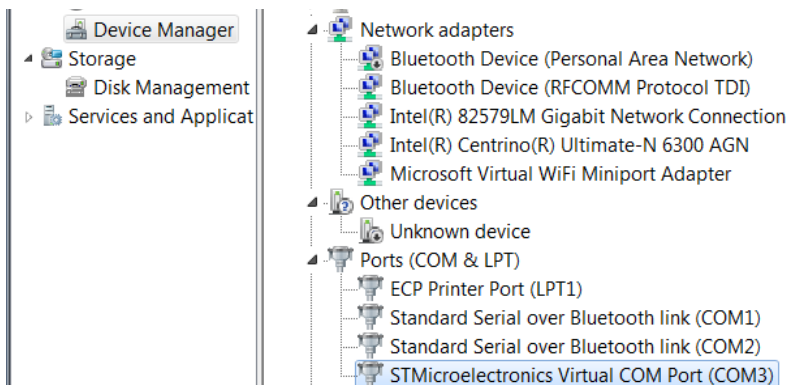 Device Manager
Storage
Disk Management
Services and Applicat
Network adapters
Bluetooth Device (Personal Area Network)
Bluetooth Device (RFCOMM Protocol TDI)
Intel(R) 82579LM Gigabit Network Connection
Intel(R) Centrino(R) Ultimate-N 6300 AGN
Microsoft Virtual WiFi Miniport Adapter
Other devices
Unknown device
Ports (COM & LPT)
ECP Printer Port (LPT1)
Standard Serial over Bluetooth link (COM1)
Standard Serial over Bluetooth link (COM2)
STMicroelectronics Virtual COM Port (COM3)